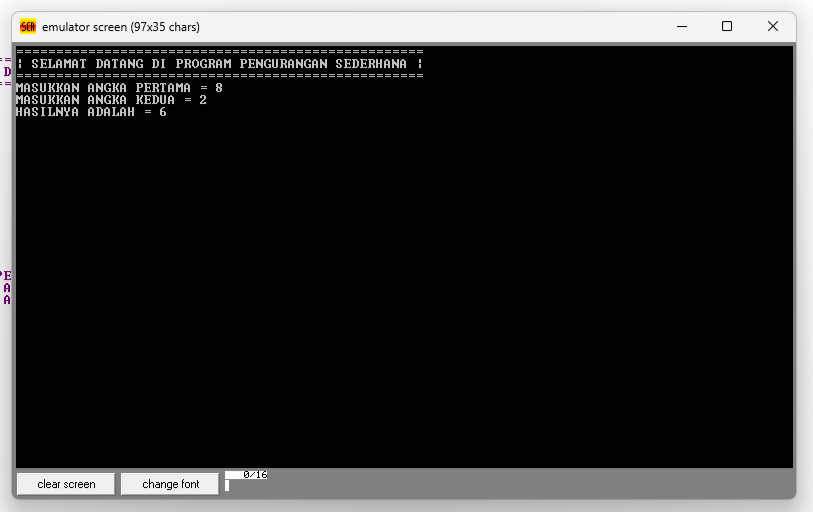 emulator screen (97x35 chars)
===================================================
¦ SELAMAT DATANG DI PROGRAM PENGURANGAN SEDERHANA ¦
===================================================
MASUKKAN ANGKA PERTAMA = 8
MASUKKAN ANGKA KEDUA = 2
HASILNYA ADALAH = 6
clear screen
change font
0/16